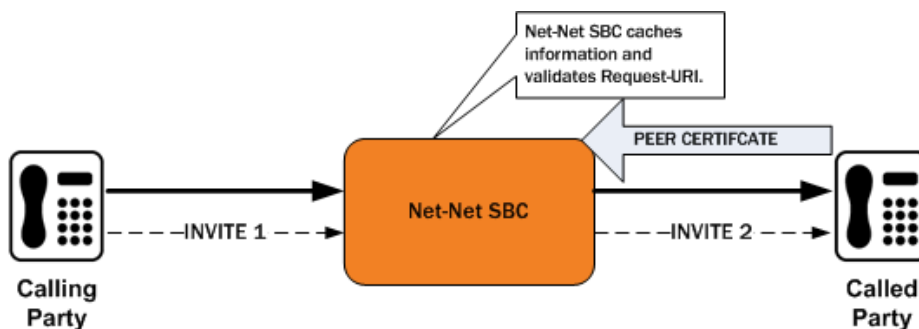 Net-Net SBC caches
information and
validates Request-URI.
PEER CERTIFCATE
Net-Net SBC
INVITE 1
INVITE 2
Calling
Party
Called
Party